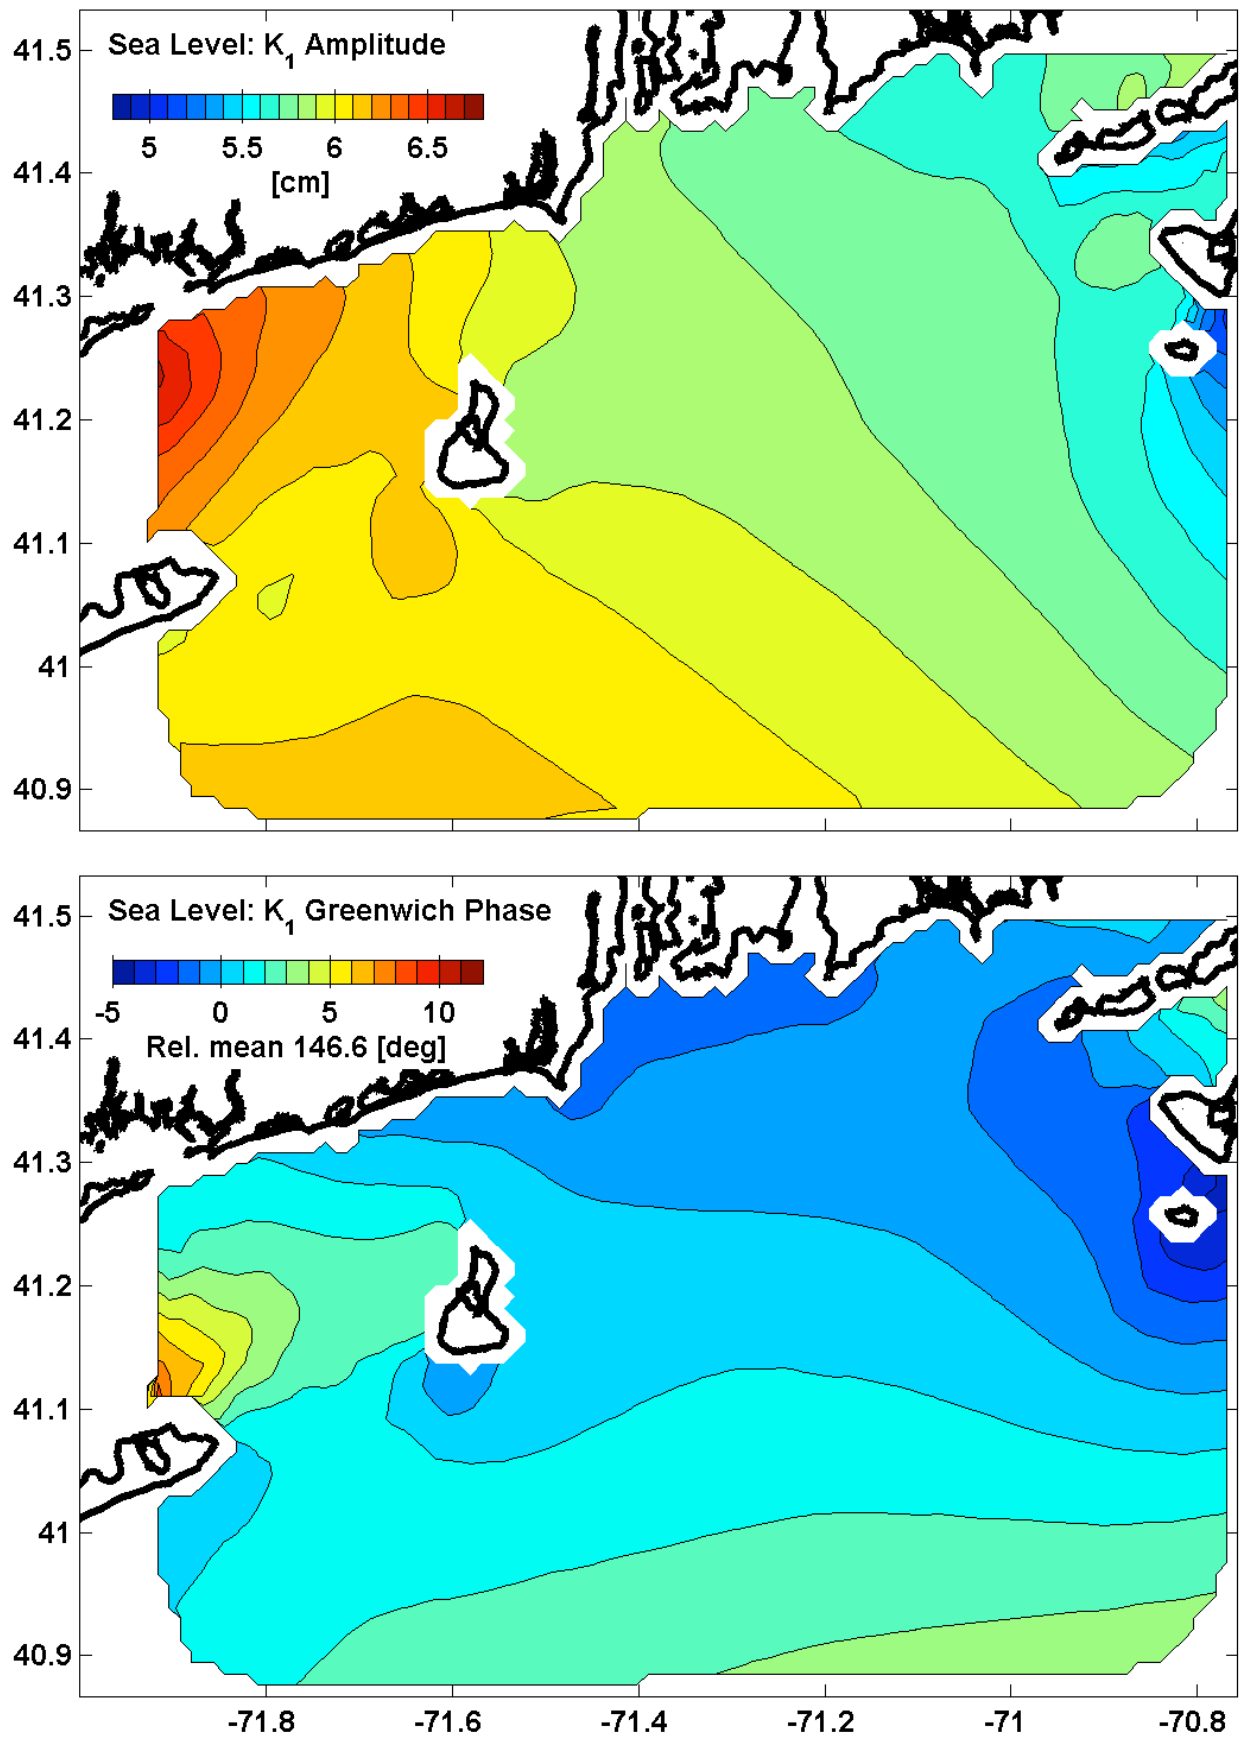 Sea Level: K₁ Amplitude
5 5.5 6 6.5
[cm]
41.5
41.4
41.3
41.2
41.1
41
40.9
Sea Level: K₁ Greenwich Phase
-5 0 5 10
Rel. mean 146.6 [deg]
41.5
41.4
41.3
41.2
41.1
41
40.9
-71.8 -71.6 -71.4 -71.2 -71 -70.8